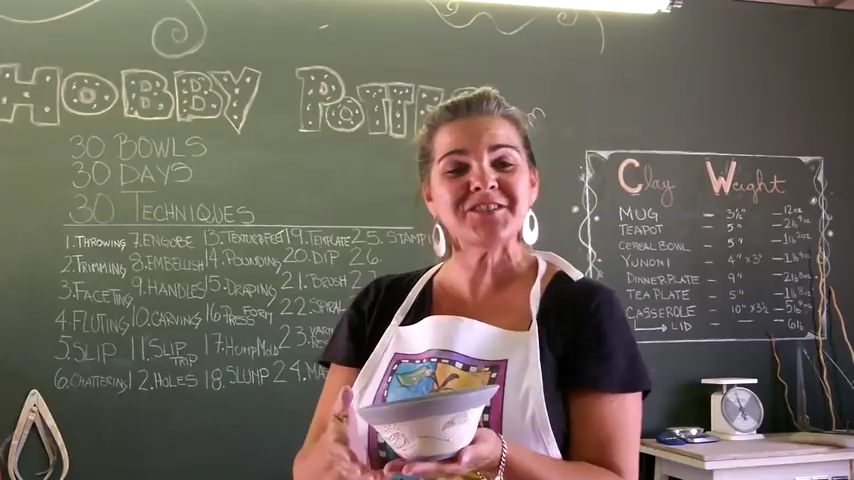 HOBBY POTTE
30 BOWLS
30 DAYS
30 TECHNIQUES
1. THROWING 7. ENGOBE 13. TEXTURE FEET 19. TEMPLATE 25. STAMP
2. TRIMMING 8. EMBELLISH 14. POUNDING 20. DIP 26.
3. FACETING 9. HANDLES 15. DRAPING 21. BRUSH 27.
4. FLUTING 10. CARVING 16. PRESS FORM 22. SPIRAL
5. SLIP 11. SLIP TRIP 17. HUMP MOLD 23.
6. CHATTERING 12. HOLES 18. SLUMP 24.
Clay Weight
MUG - 3½" - 12oz
TEAPOT - 5"
CEREAL BOWL - 5"
YUNOMI - 4" x 3"
DINNER PLATE - 9"
TEA PLATE - 5"
CASSEROLE - 10" x 3½
LID - 6lb